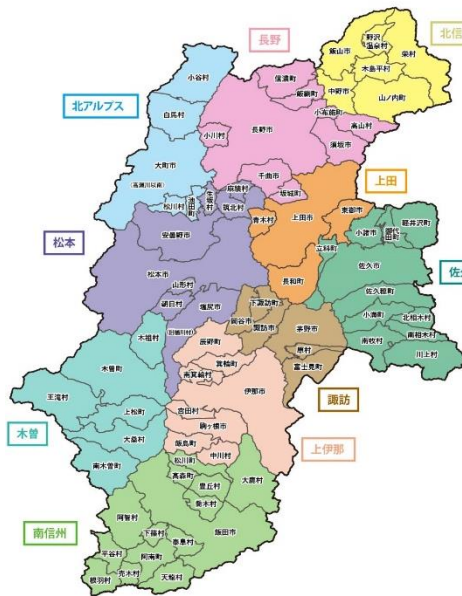 北信
長野
北アルプス
上田
松本
佐
諏訪
木曽
上伊那
南信州
飯山市
野沢
温泉村
栄村
木島平村
中野市
山ノ内町
信濃町
飯綱町
小布施町
高山村
須坂市
長野市
小川村
千曲市
坂城町
小谷村
白馬村
大町市
松川村
池田町
生坂村
麻績村
筑北村
安曇野市
松本市
山形村
朝日村
塩尻市
青木村
上田市
東御市
長和町
立科町
小諸市
御代
田町
軽井沢町
佐久市
佐久穂町
小海町
北相木村
南相木村
南牧村
川上村
下諏訪町
岡谷市
諏訪市
茅野市
原村
富士見町
木祖村
木曽町
王滝村
上松町
大桑村
南木曽町
辰野町
箕輪町
南箕輪村
伊那市
宮田村
駒ヶ根市
飯島町
中川村
松川町
高森町
豊丘村
大鹿村
喬木村
阿智村
飯田市
下條村
泰阜村
平谷村
阿南町
根羽村
売木村
天龍村